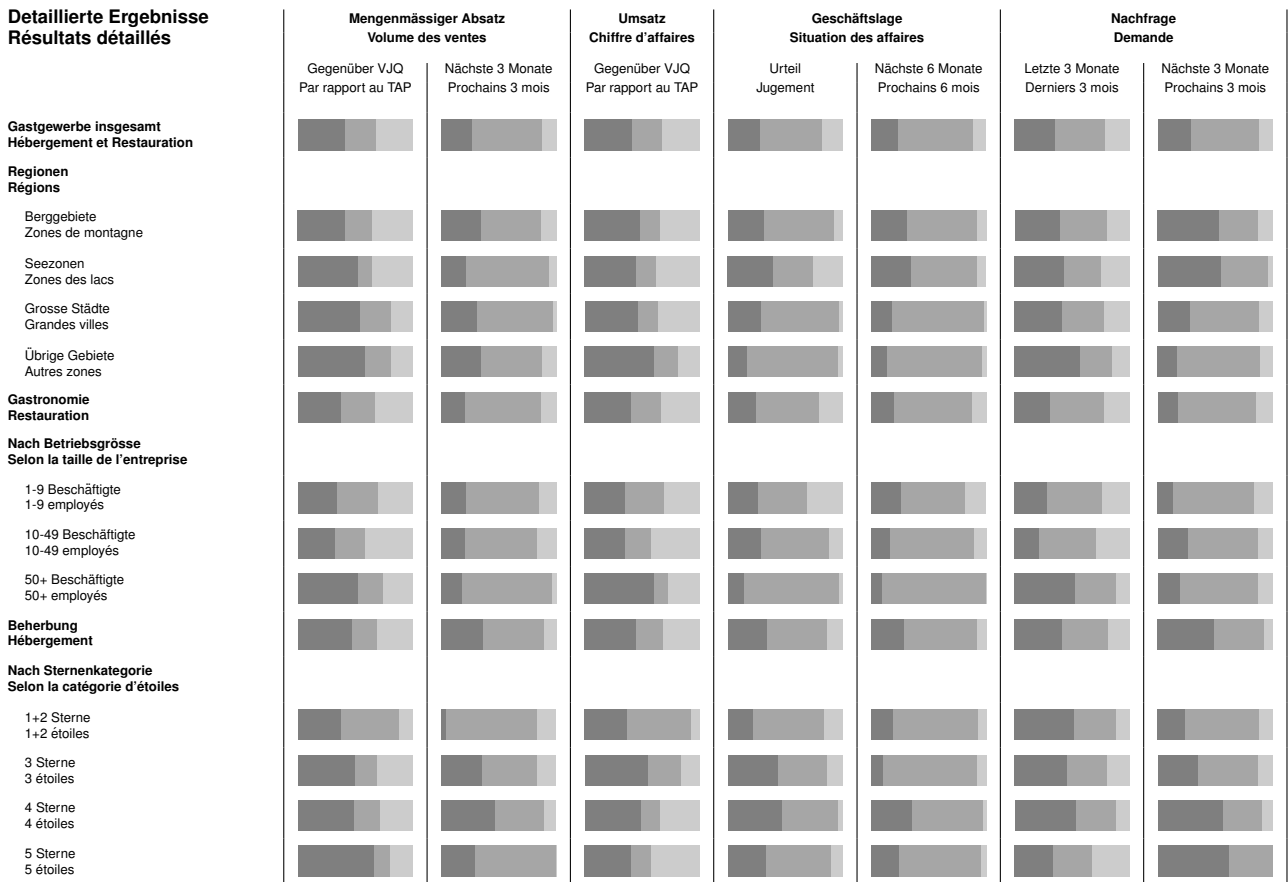 Detaillierte Ergebnisse
Résultats détaillés
Mengenmässiger Absatz
Volume des ventes
Umsatz
Chiffre d'affaires
Geschäftslage
Situation des affaires
Nachfrage
Demande
Gegenüber VJQ
Par rapport au TAP
Nächste 3 Monate
Prochains 3 mois
Gegenüber VJQ
Par rapport au TAP
Urteil
Jugement
Nächste 6 Monate
Prochains 6 mois
Letzte 3 Monate
Derniers 3 mois
Nächste 3 Monate
Prochains 3 mois
Gastgewerbe insgesamt
Hébergement et Restauration
Regionen
Régions
Berggebiete
Zones de montagne
Seezonen
Zones des lacs
Grosse Städte
Grandes villes
Übrige Gebiete
Autres zones
Gastronomie
Restauration
Nach Betriebsgrösse
Selon la taille de l'entreprise
1-9 Beschäftigte
1-9 employés
10-49 Beschäftigte
10-49 employés
50+ Beschäftigte
50+ employés
Beherbung
Hébergement
Nach Sternenkategorie
Selon la catégorie d'étoiles
1+2 Sterne
1+2 étoiles
3 Sterne
3 étoiles
4 Sterne
4 étoiles
5 Sterne
5 étoiles